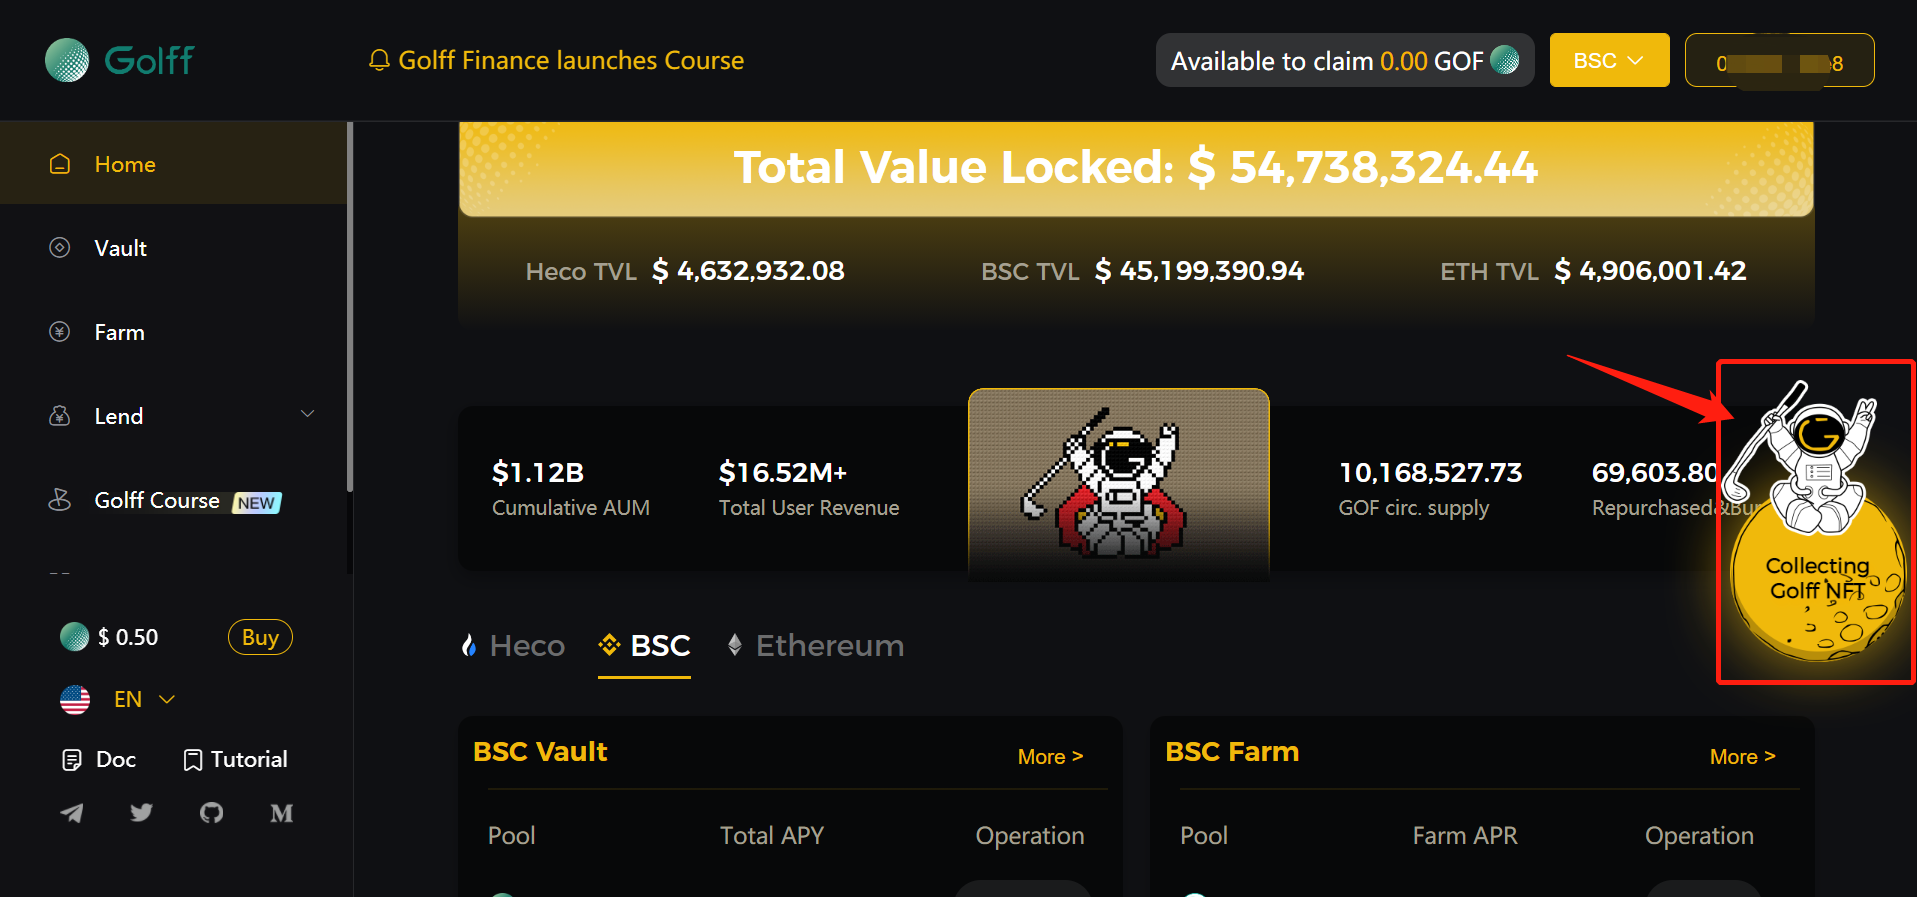 Golff
Golff Finance launches Course
Available to claim 0.00 GOF
BSC
Home
Vault
Farm
Lend
Golff Course NEW
$ 0.50
Buy
EN
Doc
Tutorial
Total Value Locked: $ 54,738,324.44
Heco TVL $ 4,632,932.08
BSC TVL $ 45,199,390.94
ETH TVL $ 4,906,001.42
$1.12B
Cumulative AUM
$16.52M+
Total User Revenue
10,168,527.73
GOF circ. supply
69,603.80
Repurchased&Bu
Collecting
Golff NFT
Heco
BSC
Ethereum
BSC Vault
More >
Pool
Total APY
Operation
BSC Farm
More >
Pool
Farm APR
Operation